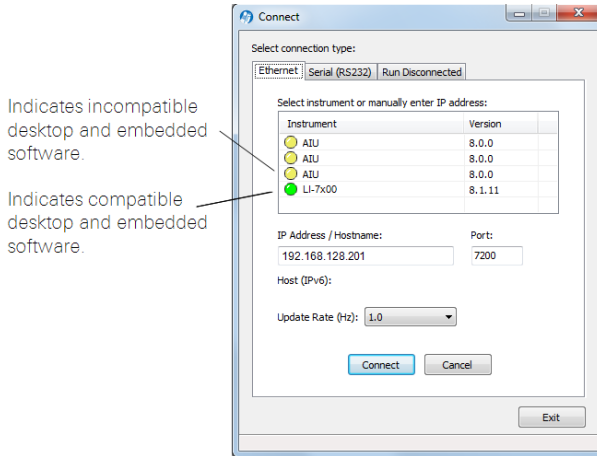 Connect
Select connection type:
Ethernet Serial (RS232) Run Disconnected
Select instrument or manually enter IP address:
Instrument Version
AIU 8.0.0
AIU 8.0.0
AIU 8.0.0
LI-7x00 8.1.11
Indicates incompatible
desktop and embedded
software.
Indicates compatible
desktop and embedded
software.
IP Address / Hostname: Port:
192.168.128.201 7200
Host (IPv6):
Update Rate (Hz): 1.0
Connect Cancel
Exit